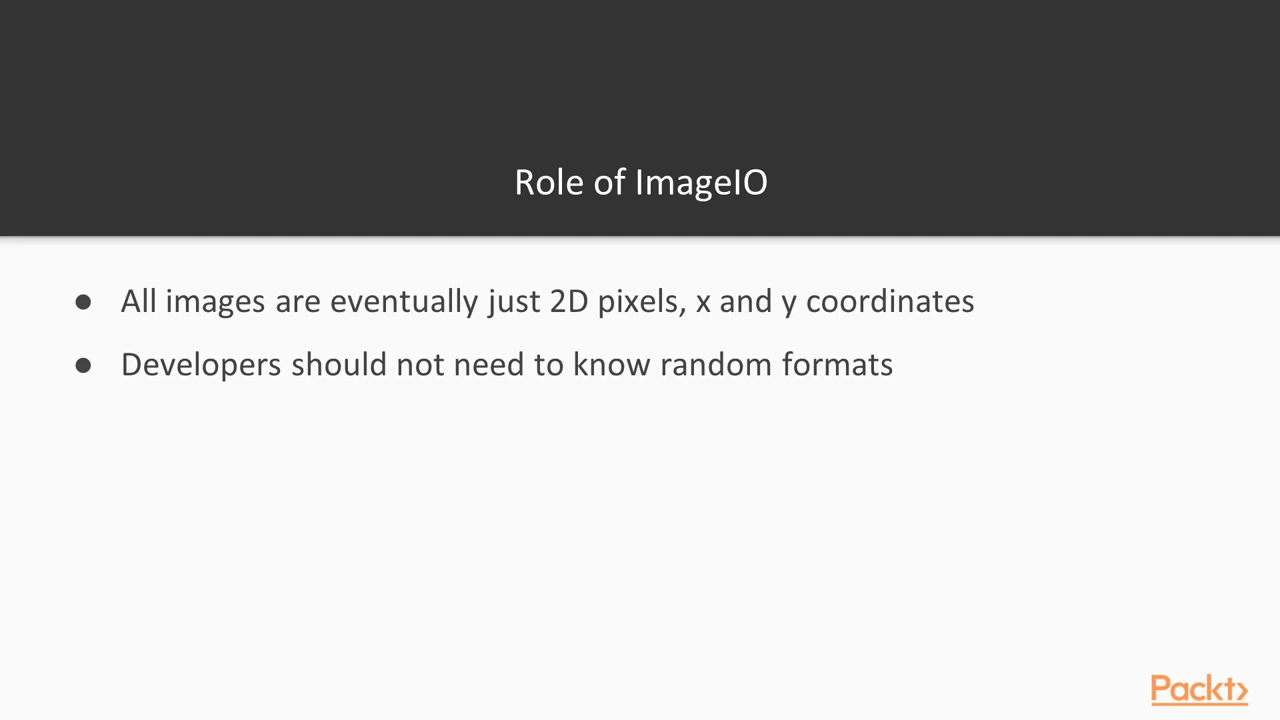 Role of ImageIO
● All images are eventually just 2D pixels, x and y coordinates
● Developers should not need to know random formats
Packt>